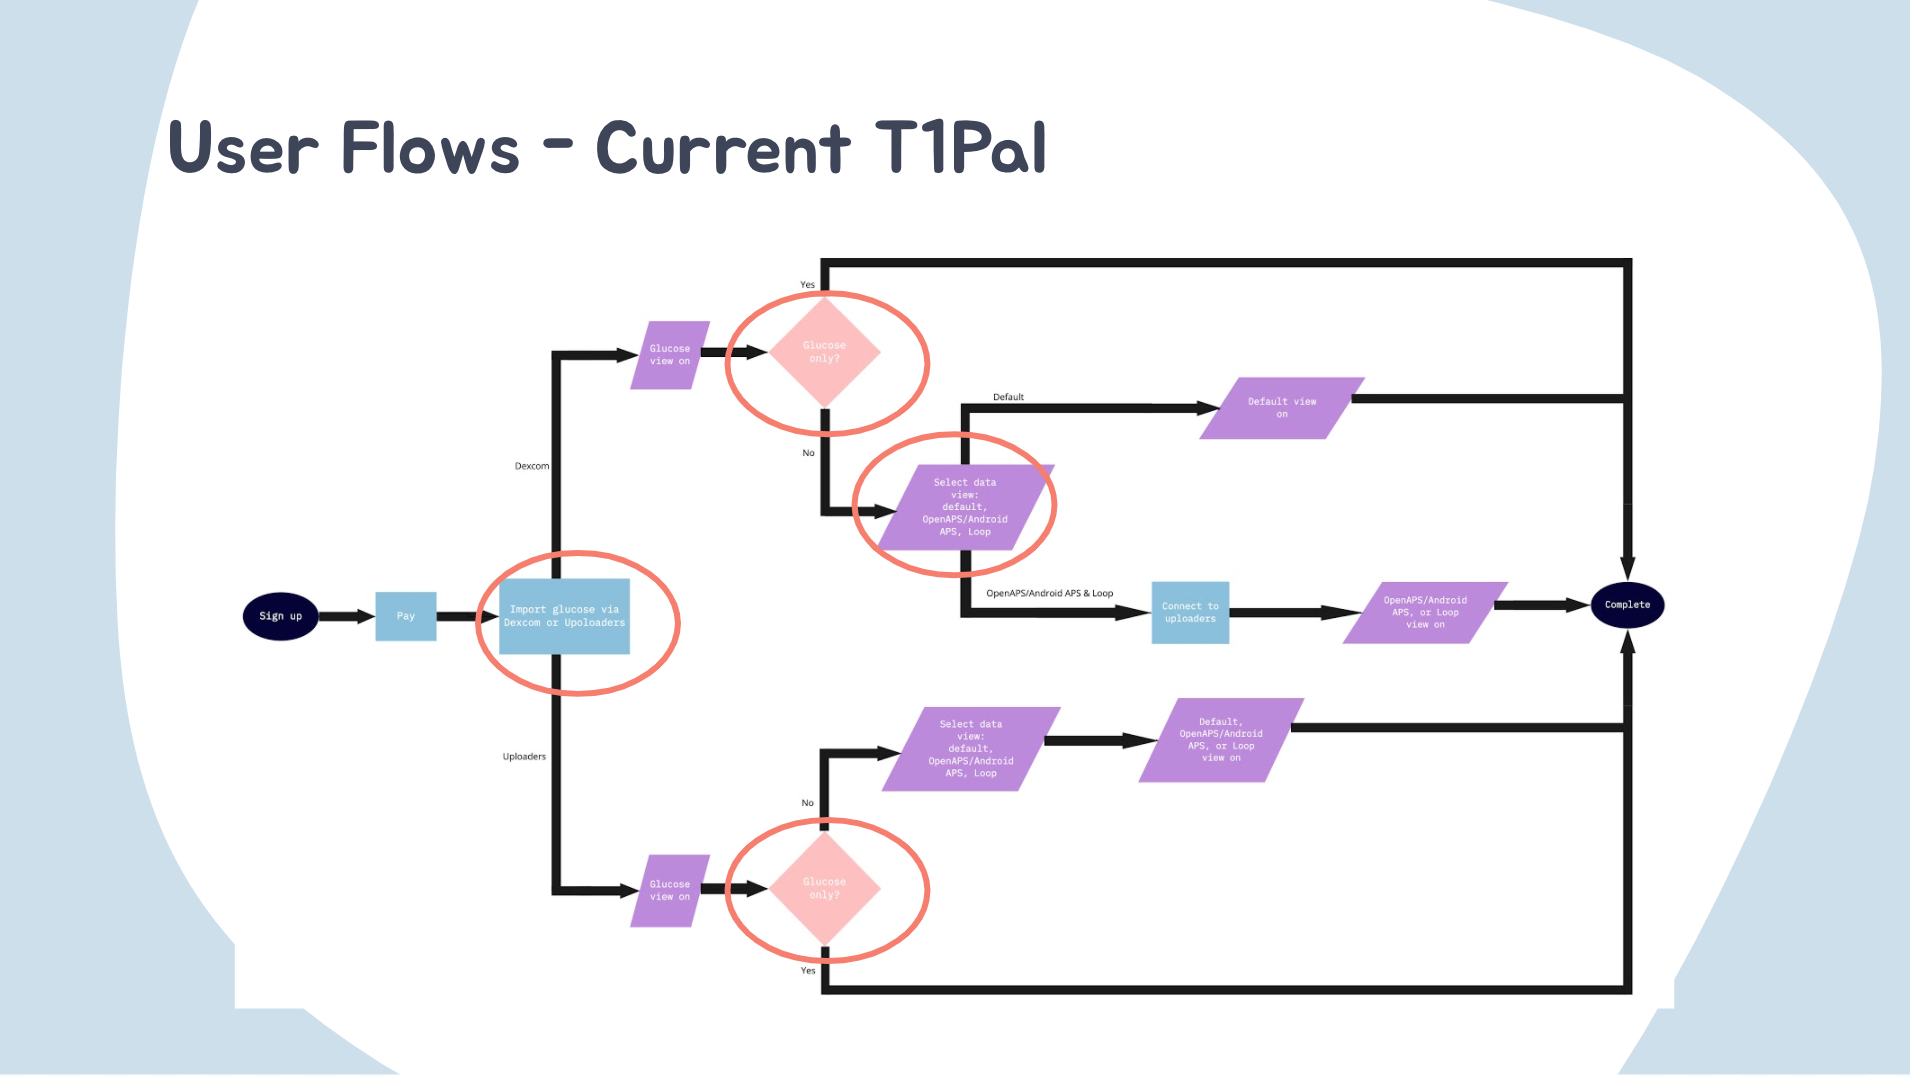 User Flows - Current T1Pal
Yes
Glucose
view on
Glucose
only?
Default
Default view
on
No
Dexcom
Select data
view:
default,
OpenAPS/Android
APS, Loop
OpenAPS/Android APS & Loop
Sign up
Pay
Import glucose via
Dexcom or Upoloaders
Connect to
uploaders
OpenAPS/Android
APS, or Loop
view on
Complete
Uploaders
Select data
view:
default,
OpenAPS/Android
APS, Loop
Default,
OpenAPS/Android
APS, or Loop
view on
No
Glucose
view on
Glucose
only?
Yes